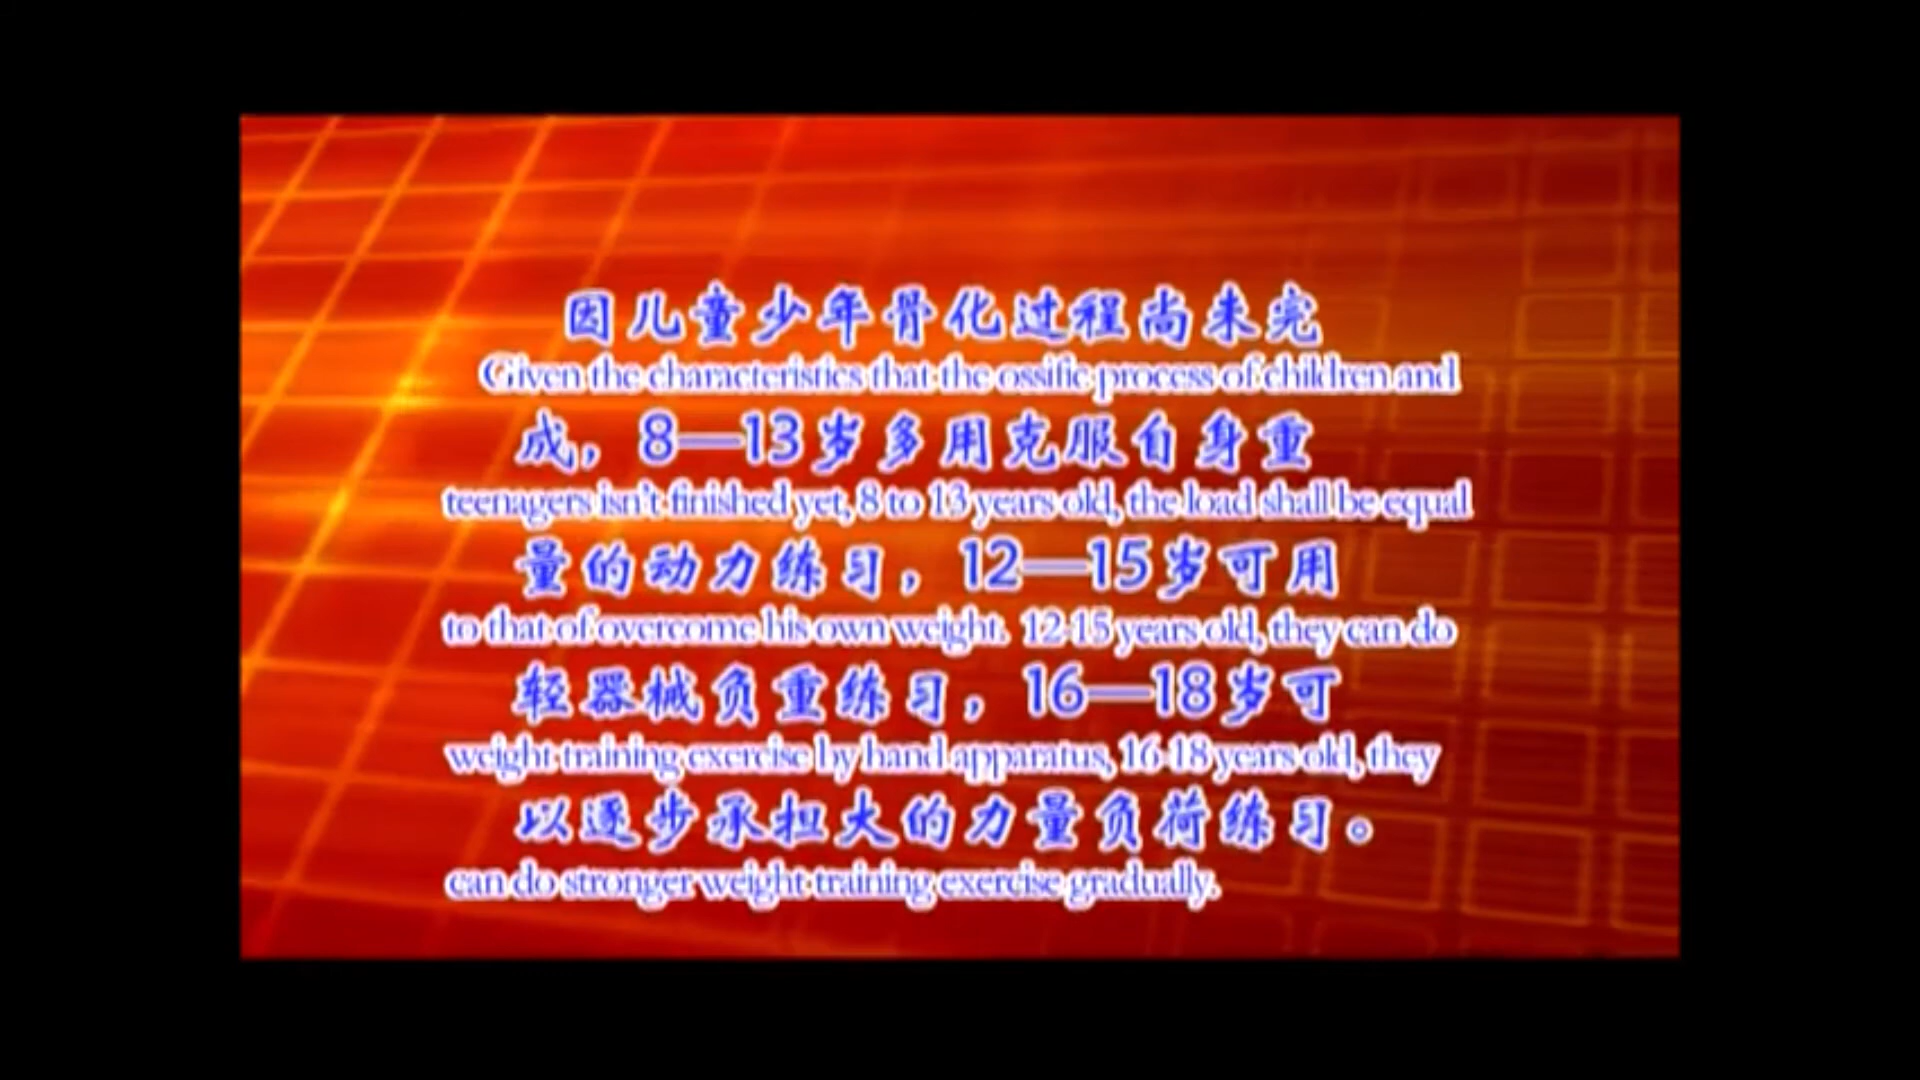 因儿童少年骨化过程尚未完
Given the characteristics that the ossific process of children and
成，8—13岁多用克服自身重
teenagers isn't finished yet, 8 to 13 years old, the load shall be equal
量的动力练习，12—15岁可用
to that of overcome his own weight. 12-15 years old, they can do
轻器械负重练习，16—18岁可
weight training exercise by hand apparatus, 16-18 years old, they
以逐步承担大的力量负荷练习。
can do stronger weight training exercise gradually.